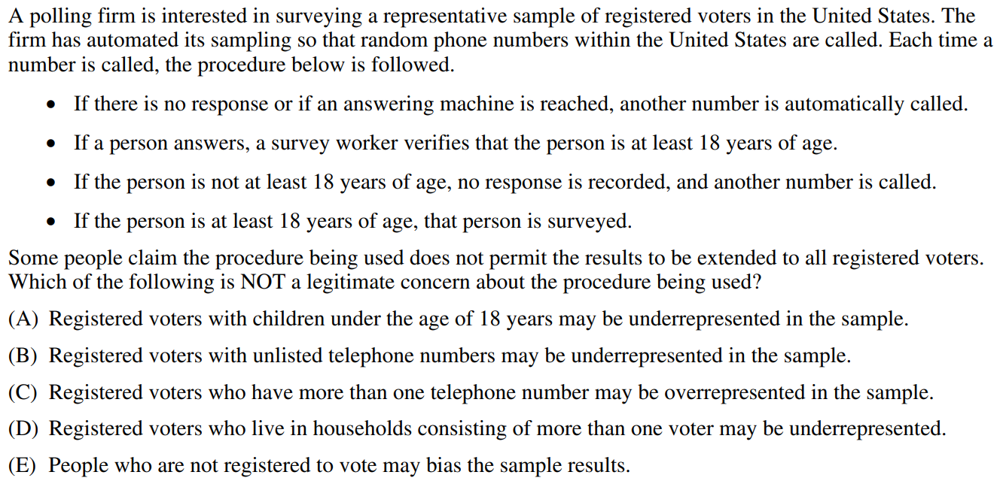 A polling firm is interested in surveying a representative sample of registered voters in the United States. The
firm has automated its sampling so that random phone numbers within the United States are called. Each time a
number is called, the procedure below is followed.
• If there is no response or if an answering machine is reached, another number is automatically called.
• If a person answers, a survey worker verifies that the person is at least 18 years of age.
• If the person is not at least 18 years of age, no response is recorded, and another number is called.
• If the person is at least 18 years of age, that person is surveyed.
Some people claim the procedure being used does not permit the results to be extended to all registered voters.
Which of the following is NOT a legitimate concern about the procedure being used?
(A) Registered voters with children under the age of 18 years may be underrepresented in the sample.
(B) Registered voters with unlisted telephone numbers may be underrepresented in the sample.
(C) Registered voters who have more than one telephone number may be overrepresented in the sample.
(D) Registered voters who live in households consisting of more than one voter may be underrepresented.
(E) People who are not registered to vote may bias the sample results.